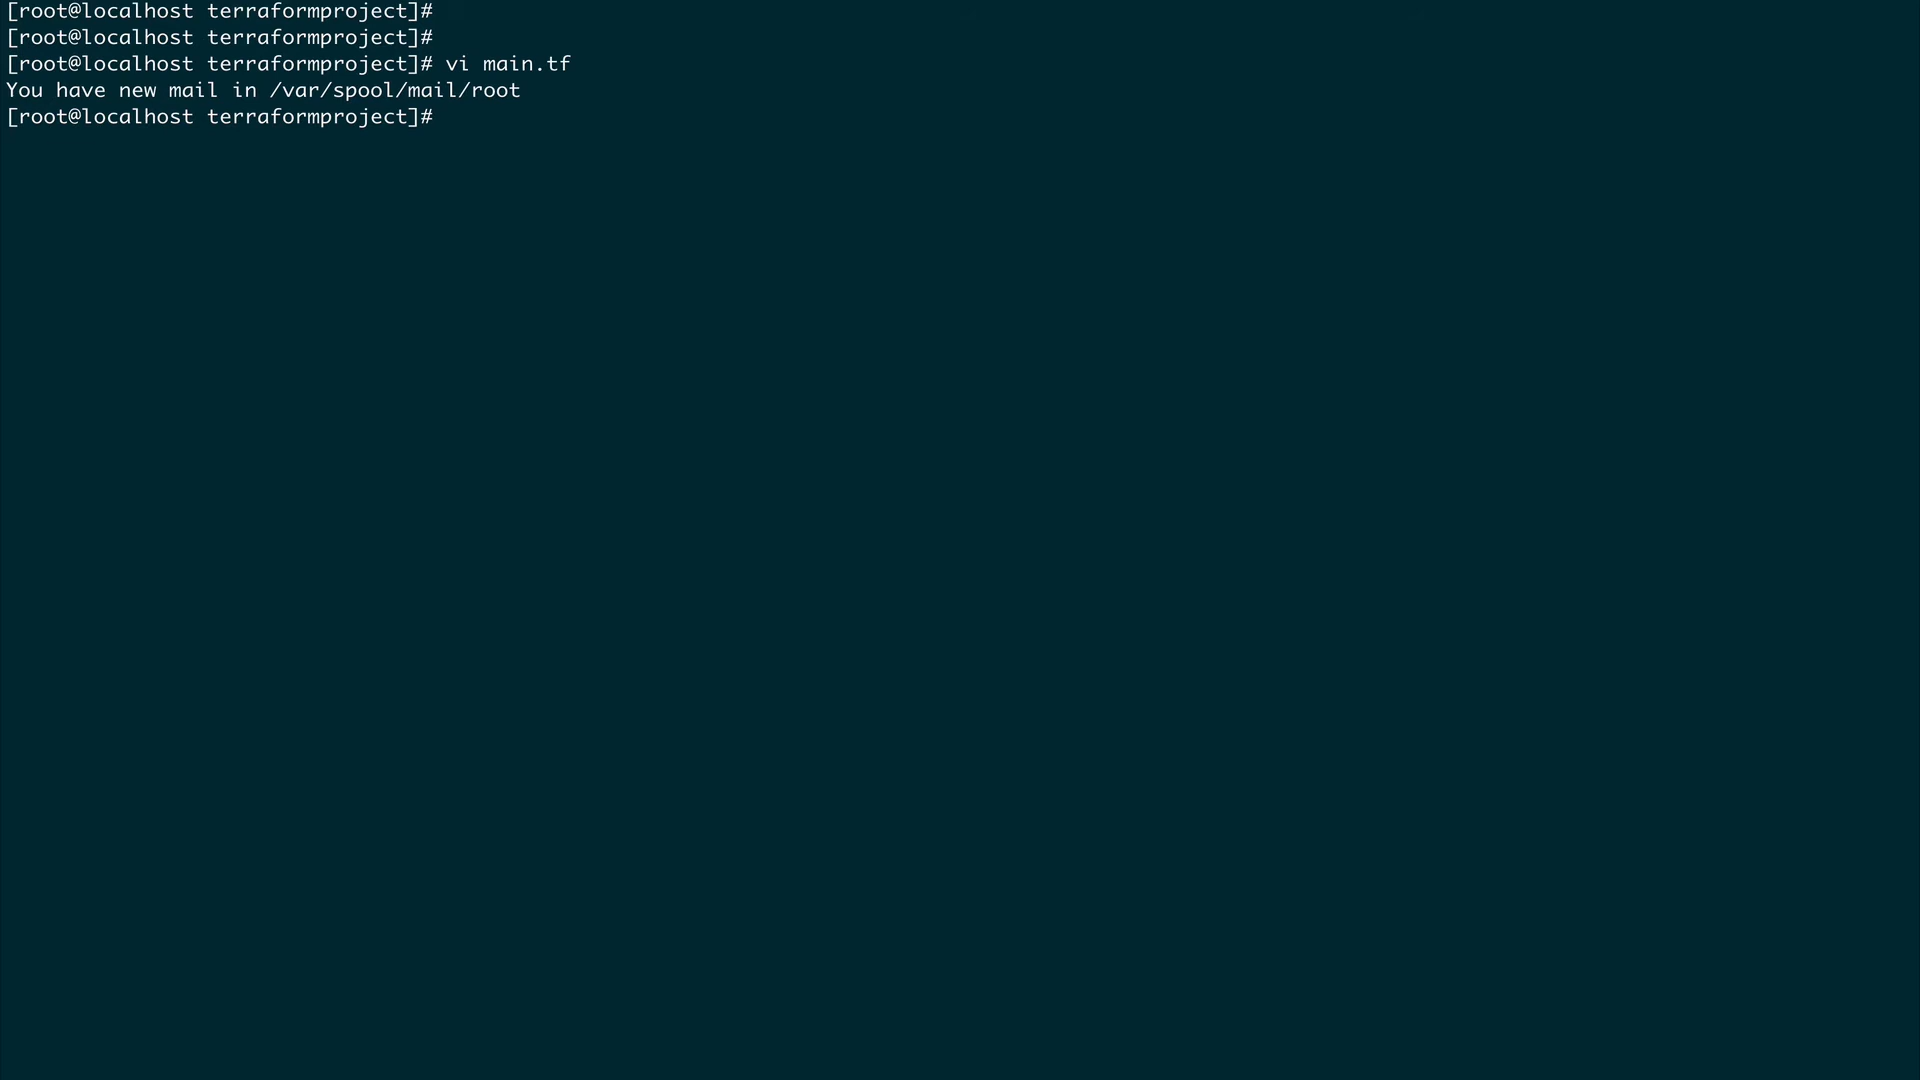 [root@localhost terraformproject]#
[root@localhost terraformproject]#
[root@localhost terraformproject]# vi main.tf
You have new mail in /var/spool/mail/root
[root@localhost terraformproject]#